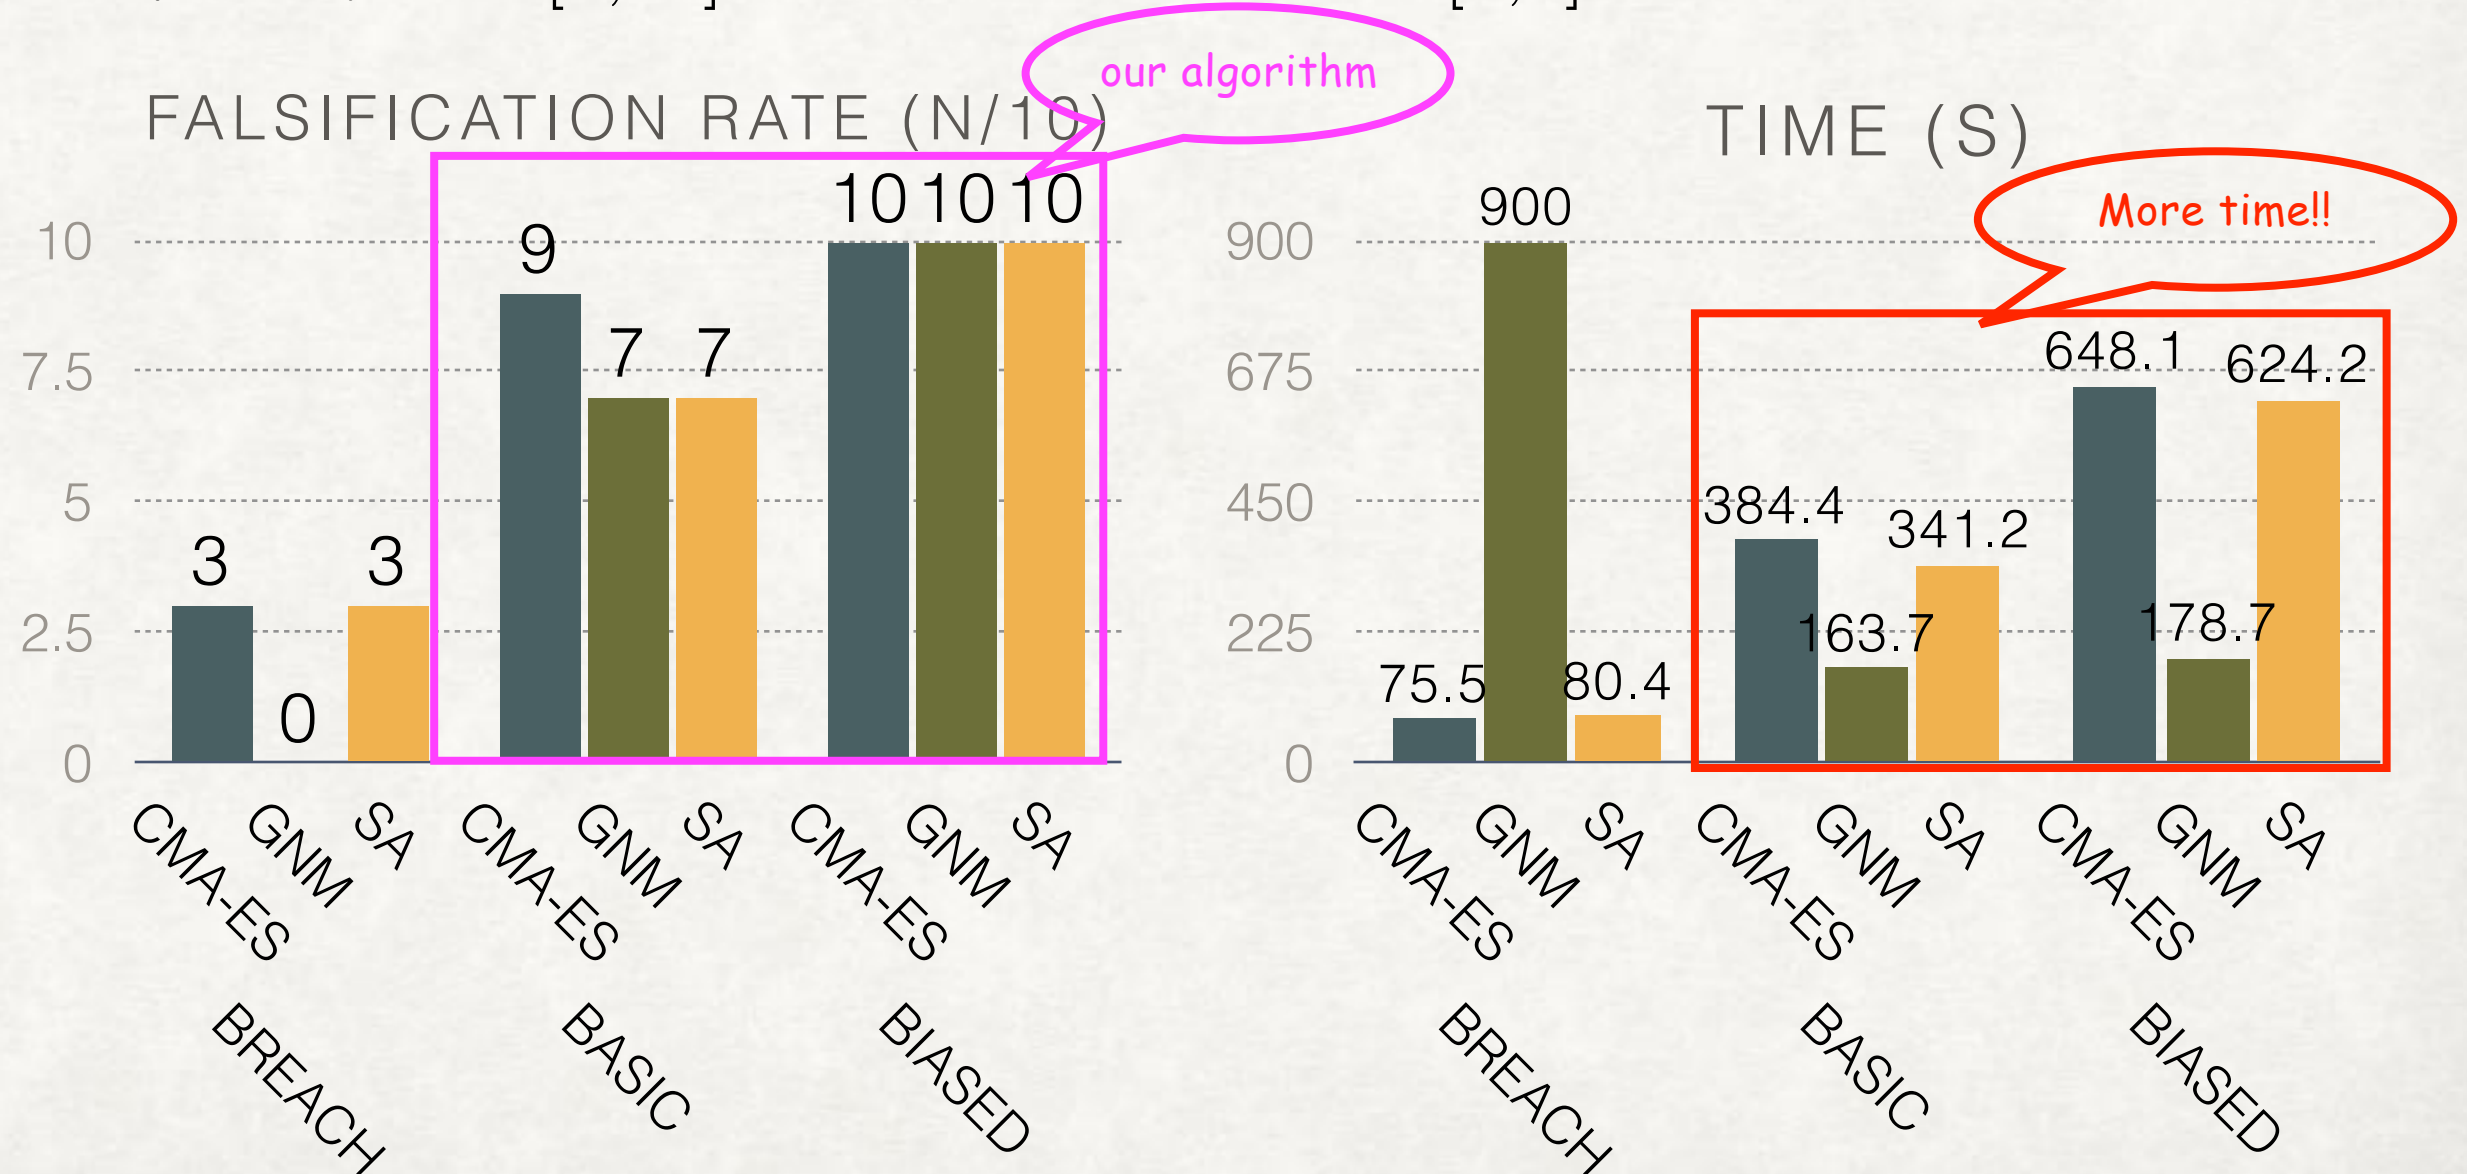 our algorithm
FALSIFICATION RATE (N/10)
10
7.5
5
2.5
0
3
0
3
9
7
7
10
10
10
CMA-ES
GNM
SA
CMA-ES
GNM
SA
CMA-ES
GNM
SA
BREACH
BASIC
BIASED
TIME (S)
More time!!
900
675
450
225
0
75.5
900
80.4
384.4
163.7
341.2
648.1
178.7
624.2
CMA-ES
GNM
SA
CMA-ES
GNM
SA
CMA-ES
GNM
SA
BREACH
BASIC
BIASED